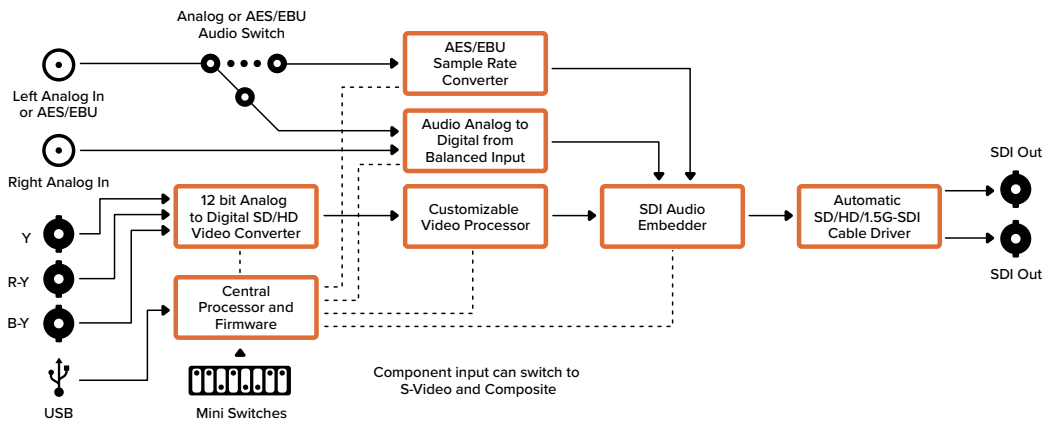 Analog or AES/EBU
Audio Switch
Left Analog In
or AES/EBU
AES/EBU
Sample Rate
Converter
Right Analog In
Audio Analog to
Digital from
Balanced Input
Y
R-Y
B-Y
12 bit Analog
to Digital SD/HD
Video Converter
Customizable
Video Processor
SDI Audio
Embedder
Automatic
SD/HD/1.5G-SDI
Cable Driver
SDI Out
SDI Out
Central
Processor and
Firmware
USB
Mini Switches
Component input can switch to
S-Video and Composite